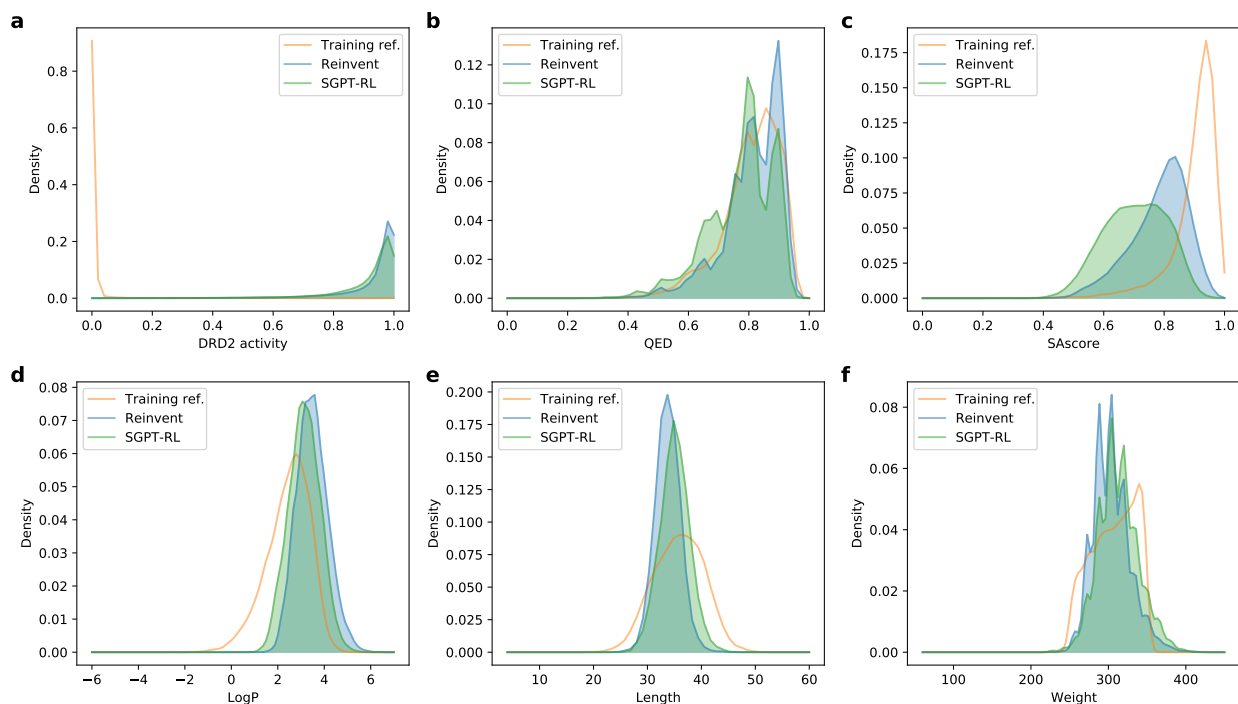 a
Training ref.
Reinvent
SGPT-RL
Density
0.8
0.6
0.4
0.2
0.0
0.0 0.2 0.4 0.6 0.8 1.0
DRD2 activity
b
Training ref.
Reinvent
SGPT-RL
Density
0.12
0.10
0.08
0.06
0.04
0.02
0.00
0.0 0.2 0.4 0.6 0.8 1.0
QED
c
Training ref.
Reinvent
SGPT-RL
Density
0.175
0.150
0.125
0.100
0.075
0.050
0.025
0.000
0.0 0.2 0.4 0.6 0.8 1.0
SAscore
d
Training ref.
Reinvent
SGPT-RL
Density
0.08
0.07
0.06
0.05
0.04
0.03
0.02
0.01
0.00
−6 −4 −2 0 2 4 6
LogP
e
Training ref.
Reinvent
SGPT-RL
Density
0.200
0.175
0.150
0.125
0.100
0.075
0.050
0.025
0.000
10 20 30 40 50 60
Length
f
Training ref.
Reinvent
SGPT-RL
Density
0.08
0.06
0.04
0.02
0.00
100 200 300 400
Weight